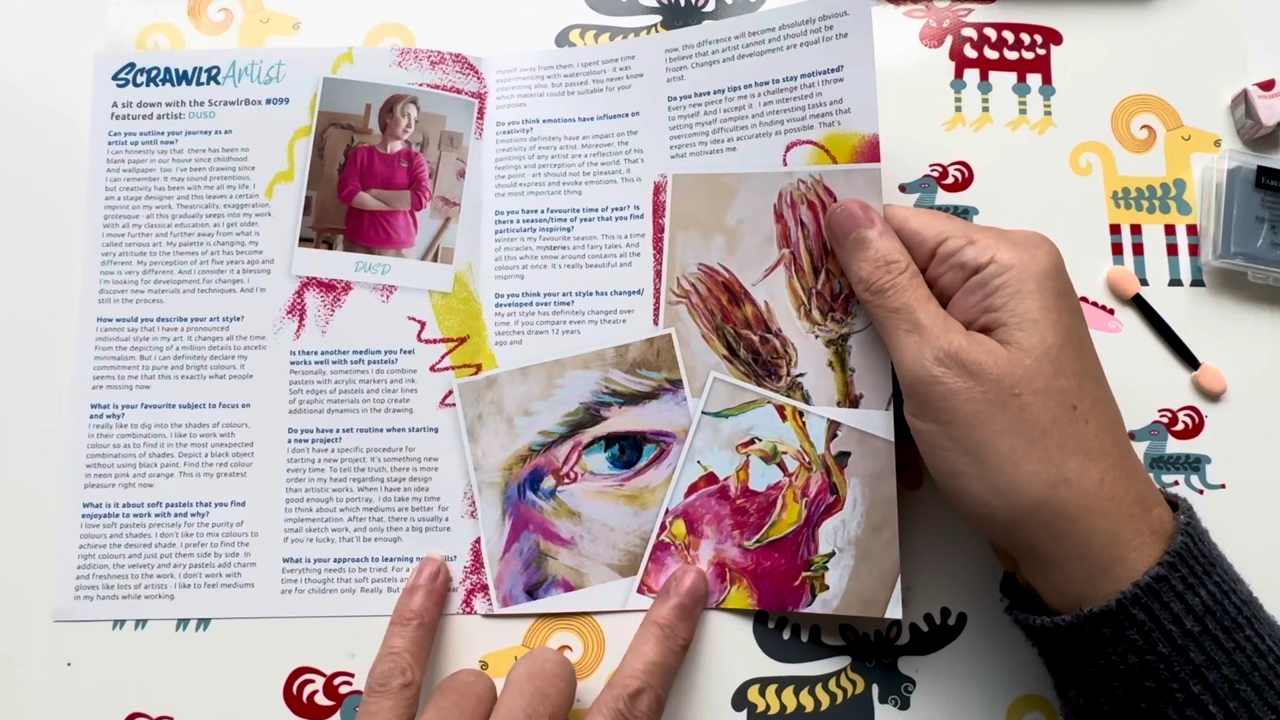 SCRAWLRArtist
A sit down with the ScrawlrBox #099
featured artist: DUSD
Can you outline your journey as an
artist up until now?
I can honestly say that there has been no
blank paper in our house since childhood.
And wallpaper, too. I've been drawing since
I can remember. It may sound pretentious,
but creativity has been with me all my life. I
am a stage designer and this leaves a certain
imprint on my work. Theatricality, exaggeration,
grotesque - all this gradually seeps into my work.
With all my classical education, as I get older,
I move further and further away from what is
called serious art. My palette is changing, my
very attitude to the themes of art has become
different. My perception of art five years ago and
now is very different. And I consider it a blessing.
I'm looking for development, for changes. I
discover new materials and techniques. And I'm
still in the process.
How would you describe your art style?
I cannot say that I have a pronounced
individual style in my art. It changes all the time.
From the depicting of a million details to ascetic
minimalism. But I can definitely declare my
commitment to pure and bright colours. It
seems to me that this is exactly what people
are missing now.
What is your favourite subject to focus on
and why?
I really like to dig into the shades of colours,
in their combinations. I like to work with
colour so as to find it in the most unexpected
combinations of shades. Depict a black object
without using black paint. Find the red colour
in neon pink and orange. This is my greatest
pleasure right now.
What is it about soft pastels that you find
enjoyable to work with and why?
I love soft pastels precisely for the purity of
colours and shades. I don't like to mix colours to
achieve the desired shade. I prefer to find the
right colours and just put them side by side. In
addition, the velvety and airy pastels add charm
and freshness to the work. I don't work with
gloves like lots of artists - I like to feel mediums
in my hands while working.
DUSD
Is there another medium you feel
works well with soft pastels?
Personally, sometimes I do combine
pastels with acrylic markers and ink.
Soft edges of pastels and clear lines
of graphic materials on top create
additional dynamics in the drawing.
Do you have a set routine when starting
a new project?
I don't have a specific procedure for
starting a new project. It's something new
every time. To tell the truth, there is more
order in my head regarding stage design
than artistic works. When I have an idea
good enough to portray, I do take my time
to think about which mediums are better for
implementation. After that, there is usually a
small sketch work, and only then a big picture.
If you're lucky, that'll be enough.
What is your approach to learning
Everything needs to be tried. For a
time I thought that soft pastels
are for children only. Really. But
myself away from them. I spent some time
experimenting with watercolours - it was
interesting also, but passed. You never know
which material could be suitable for your
purposes.
Do you think emotions have influence on
creativity?
Emotions definitely have an impact on the
creativity of every artist. Moreover, the
paintings of any artist are a reflection of his
feelings and perception of the world. That's
the point - art should not be pleasant, it
should express and evoke emotions. This is
the most important thing.
Do you have a favourite time of year? Is
there a season/time of year that you find
particularly inspiring?
Winter is my favourite season. This is a time
of miracles, mysteries and fairy tales. And
all this white snow around contains all the
colours at once. It's really beautiful and
inspiring.
Do you think your art style has changed/
developed over time?
My art style has definitely changed over
time. If you compare even my theatre
sketches drawn 12 years
ago and
now, this difference will become absolutely obvious.
I believe that an artist cannot and should not be
frozen. Changes and development are equal for the
artist.
Do you have any tips on how to stay motivated?
Every new piece for me is a challenge that I throw
to myself. And I accept it. I am interested in
setting myself complex and interesting tasks and
overcoming difficulties in finding visual means that
express my idea as accurately as possible. That's
what motivates me.